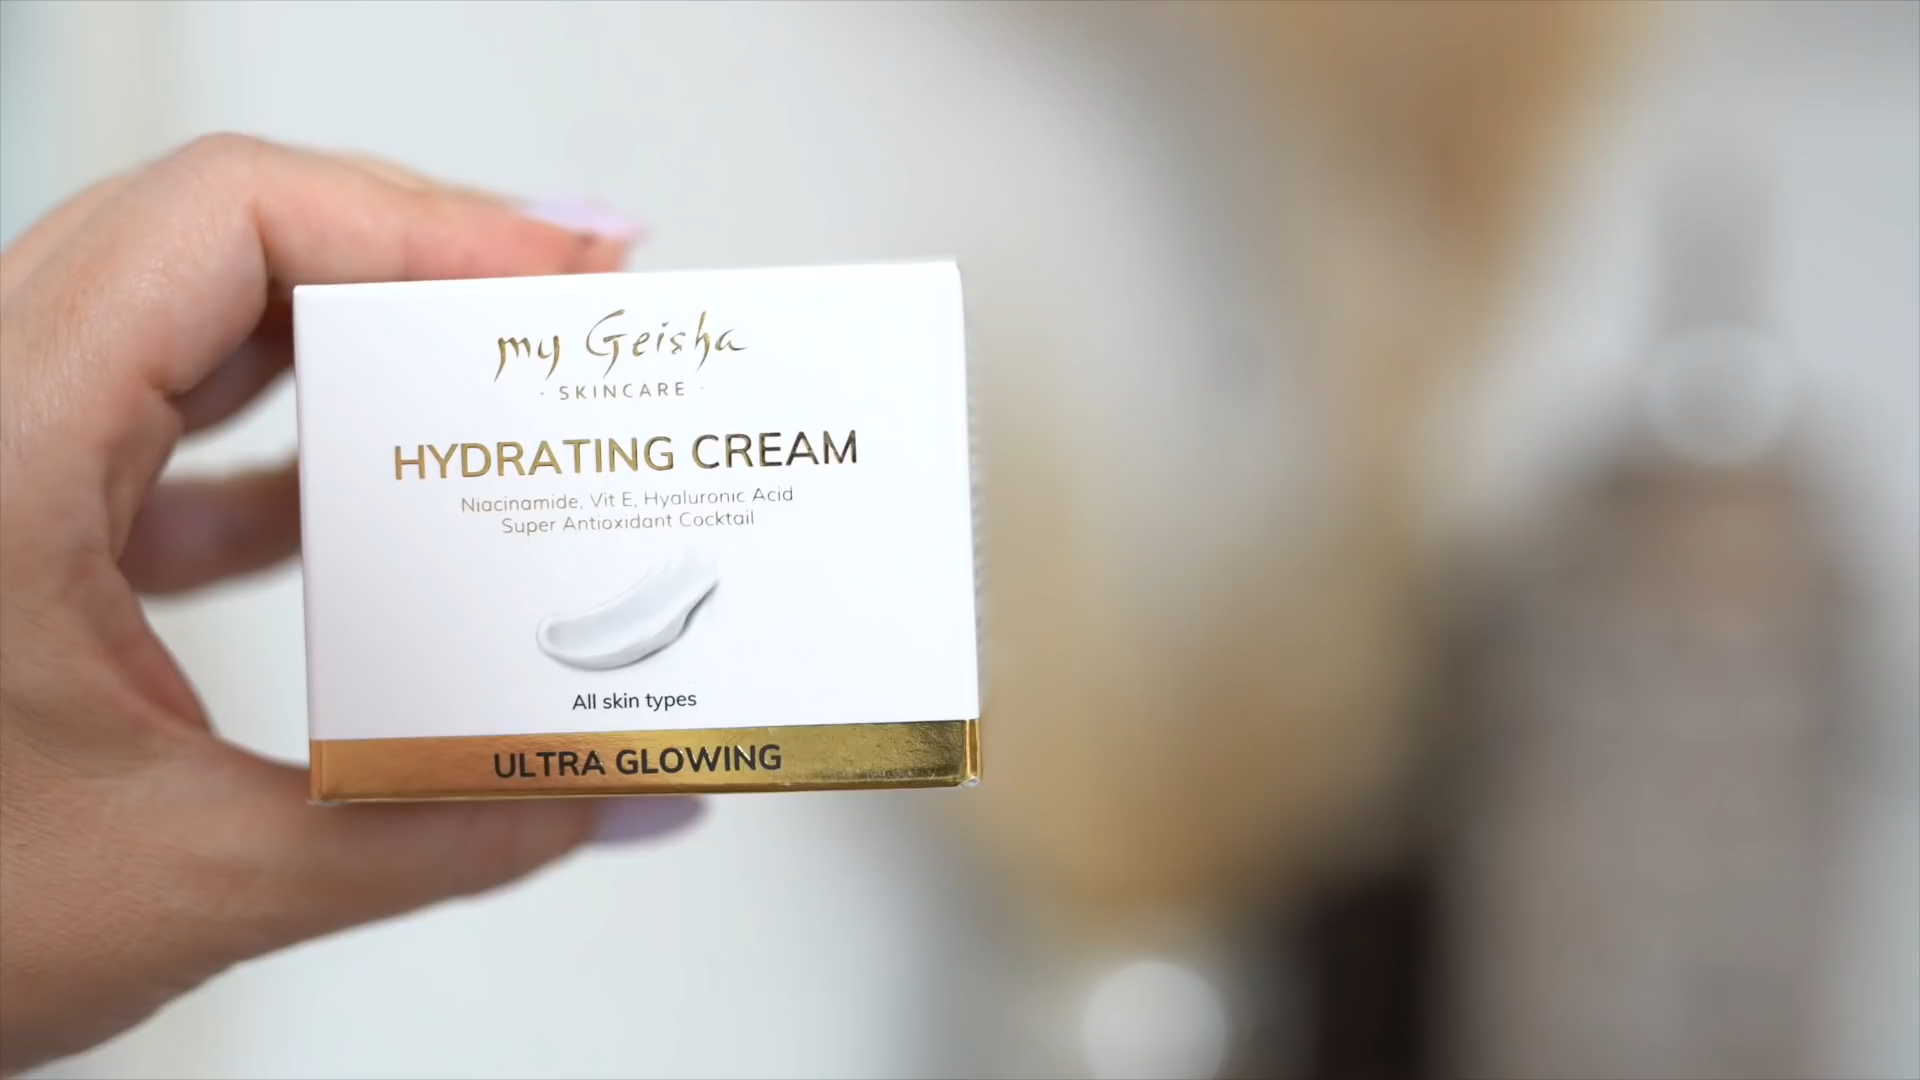 my Geisha
· SKINCARE ·
HYDRATING CREAM
Niacinamide, Vit E, Hyaluronic Acid
Super Antioxidant Cocktail
All skin types
ULTRA GLOWING